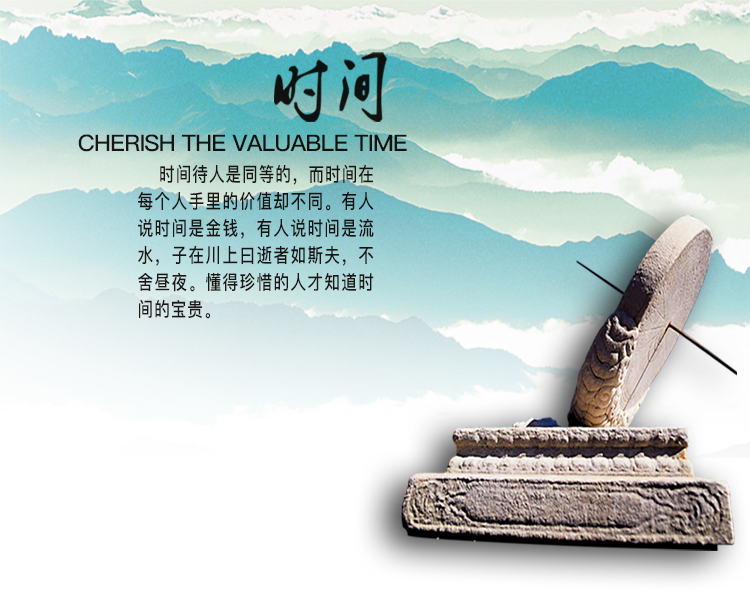 时间
CHERISH THE VALUABLE TIME
时间待人是同等的，而时间在
每个人手里的价值却不同。有人
说时间是金钱，有人说时间是流
水，子在川上曰逝者如斯夫，不
舍昼夜。懂得珍惜的人才知道时
间的宝贵。